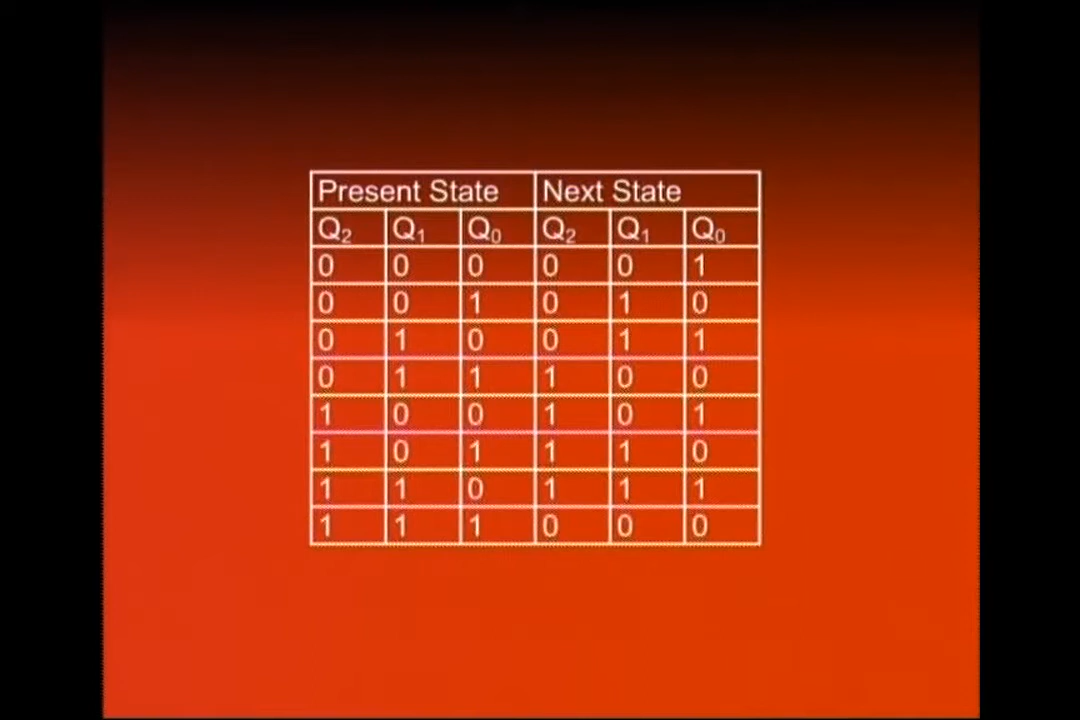 Present State Next State
Q₂ Q₁ Q₀ Q₂ Q₁ Q₀
0 0 0 0 0 1
0 0 1 0 1 0
0 1 0 0 1 1
0 1 1 1 0 0
1 0 0 1 0 1
1 0 1 1 1 0
1 1 0 1 1 1
1 1 1 0 0 0